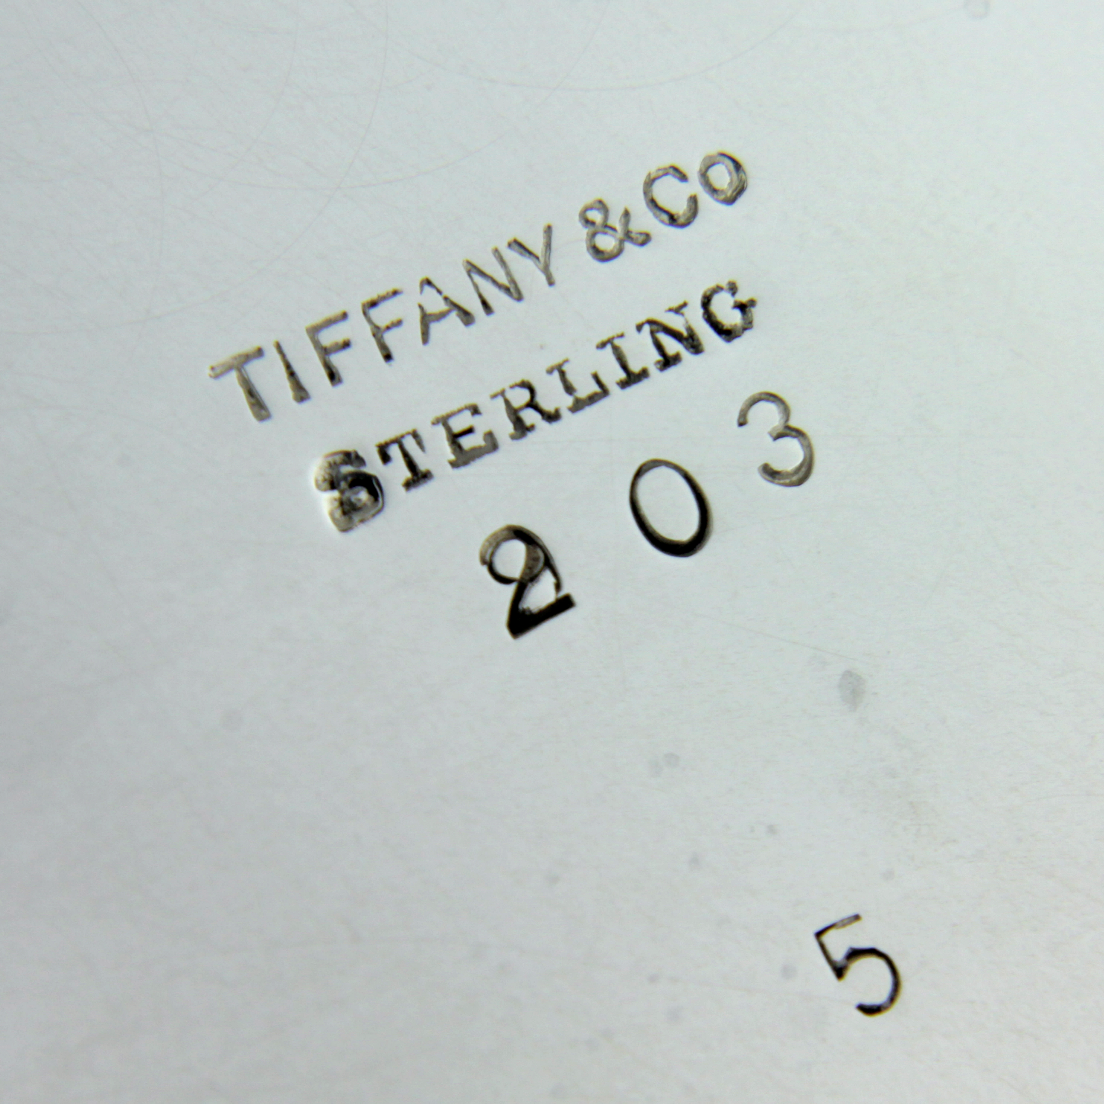 TIFFANY & Co
STERLING
203
5